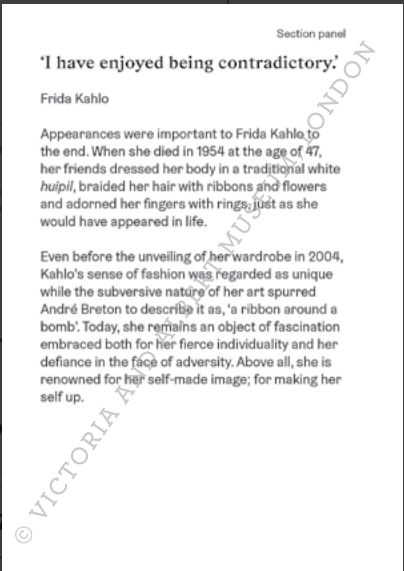 Section panel
‘I have enjoyed being contradictory.’
Frida Kahlo
Appearances were important to Frida Kahlo to
the end. When she died in 1954 at the age of 47,
her friends dressed her body in a traditional white
huipil, braided her hair with ribbons and flowers
and adorned her fingers with rings, just as she
would have appeared in life.
Even before the unveiling of her wardrobe in 2004,
Kahlo’s sense of fashion was regarded as unique
while the subversive nature of her art spurred
André Breton to describe it as, ‘a ribbon around a
bomb’. Today, she remains an object of fascination
embraced both for her fierce individuality and her
defiance in the face of adversity. Above all, she is
renowned for her self-made image; for making her
self up.
© VICTORIA AND ALBERT MUSEUM, LONDON